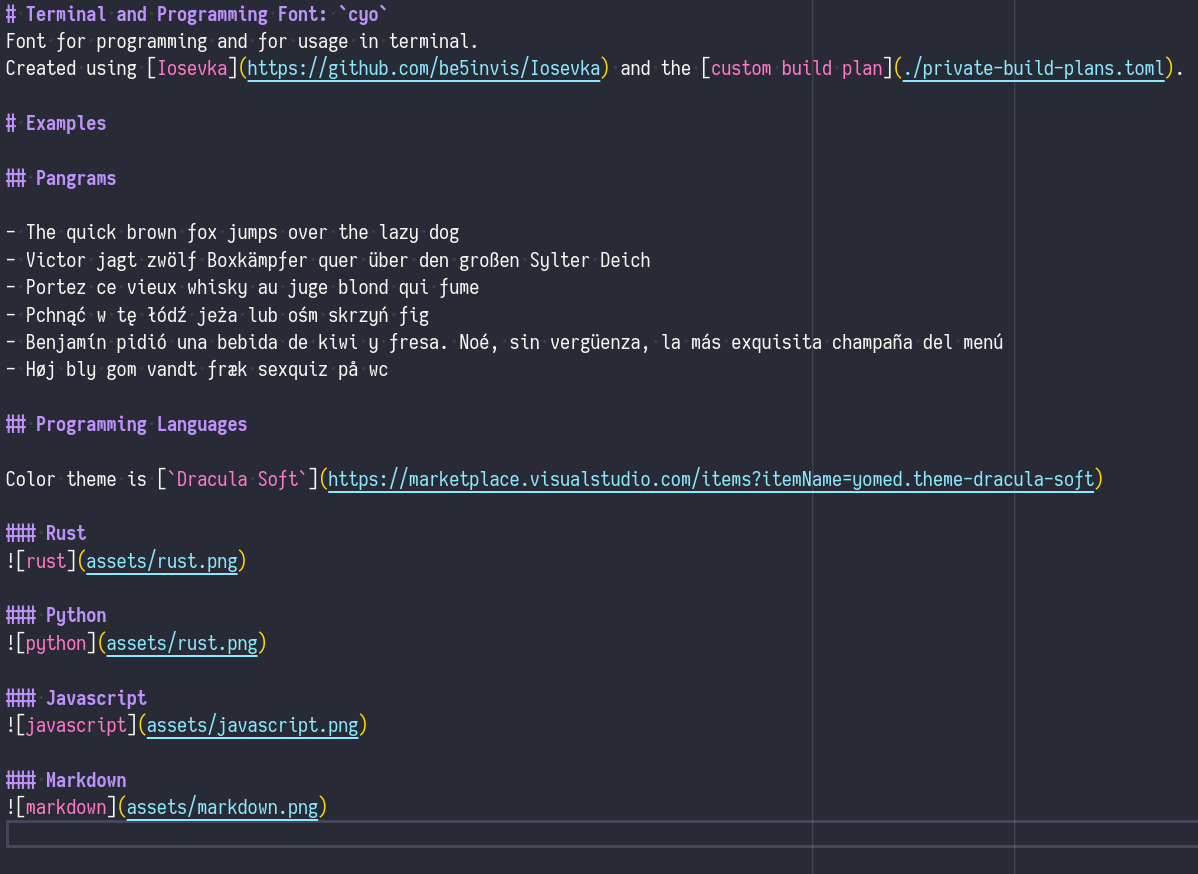 # Terminal and Programming Font: `cyo`
Font for programming and for usage in terminal.
Created using [Iosevka](https://github.com/be5invis/Iosevka) and the [custom build plan](./private-build-plans.toml).
# Examples
## Pangrams
- The quick brown fox jumps over the lazy dog
- Victor jagt zwölf Boxkämpfer quer über den großen Sylter Deich
- Portez ce vieux whisky au juge blond qui fume
- Pchnąć w tę łódź jeża lub ośm skrzyń fig
- Benjamín pidió una bebida de kiwi y fresa. Noé, sin vergüenza, la más exquisita champaña del menú
- Høj bly gom vandt fræk sexquiz på wc
## Programming Languages
Color theme is [`Dracula Soft`](https://marketplace.visualstudio.com/items?itemName=yomed.theme-dracula-soft)
### Rust
![rust](assets/rust.png)
### Python
![python](assets/rust.png)
### Javascript
![javascript](assets/javascript.png)
### Markdown
![markdown](assets/markdown.png)